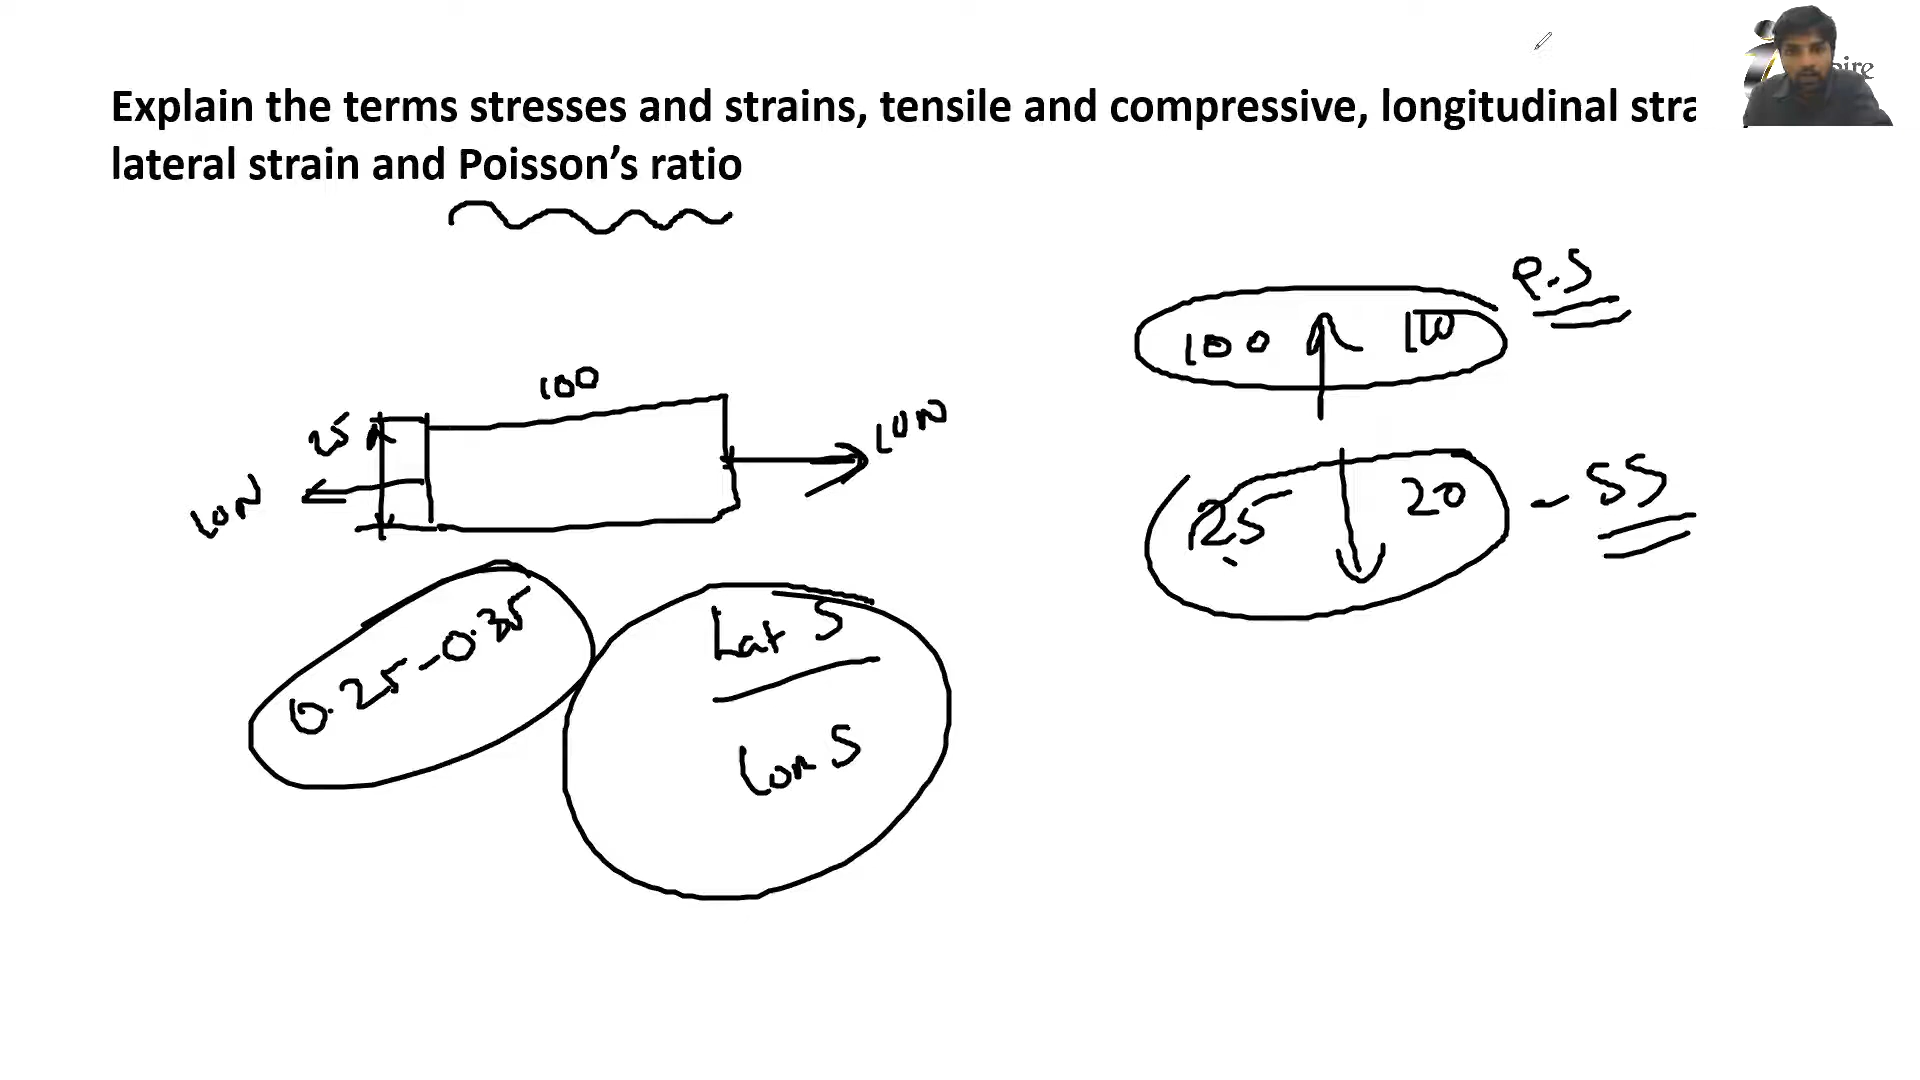 Explain the terms stresses and strains, tensile and compressive, longitudinal stra
lateral strain and Poisson's ratio
P.S
100 110
100
25
10N
10N
25 20 - SS
0.25-0.35
Lat S
Lon S